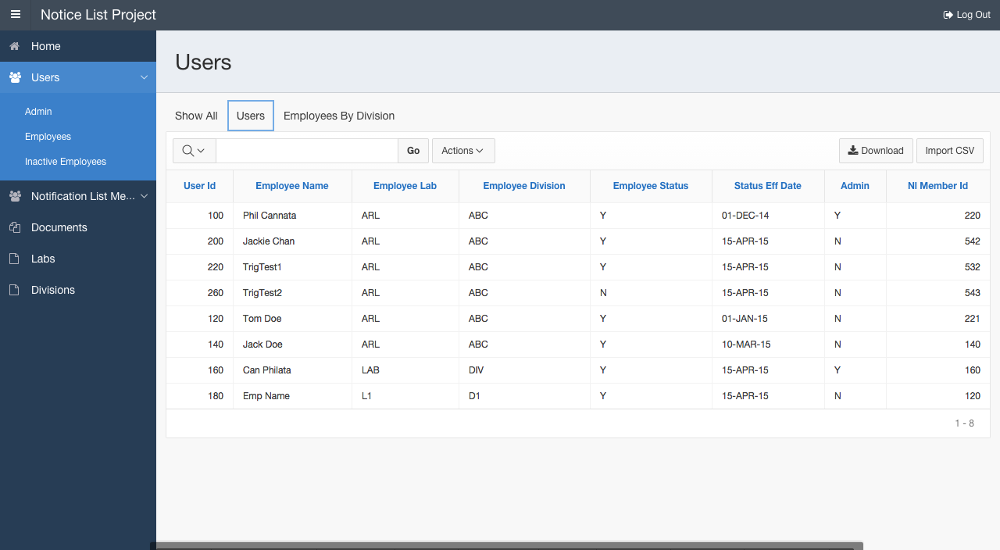 Notice List Project
Log Out
Home
Users
Admin
Employees
Inactive Employees
Notification List Me...
Documents
Labs
Divisions
Users
Show All Users Employees By Division
Go Actions Download Import CSV
User Id Employee Name Employee Lab Employee Division Employee Status Status Eff Date Admin Nl Member Id
100 Phil Cannata ARL ABC Y 01-DEC-14 Y 220
200 Jackie Chan ARL ABC Y 15-APR-15 N 542
220 TrigTest1 ARL ABC Y 15-APR-15 N 532
260 TrigTest2 ARL ABC N 15-APR-15 N 543
120 Tom Doe ARL ABC Y 01-JAN-15 N 221
140 Jack Doe ARL ABC Y 10-MAR-15 N 140
160 Can Philata LAB DIV Y 15-APR-15 Y 160
180 Emp Name L1 D1 Y 15-APR-15 N 120
1 - 8